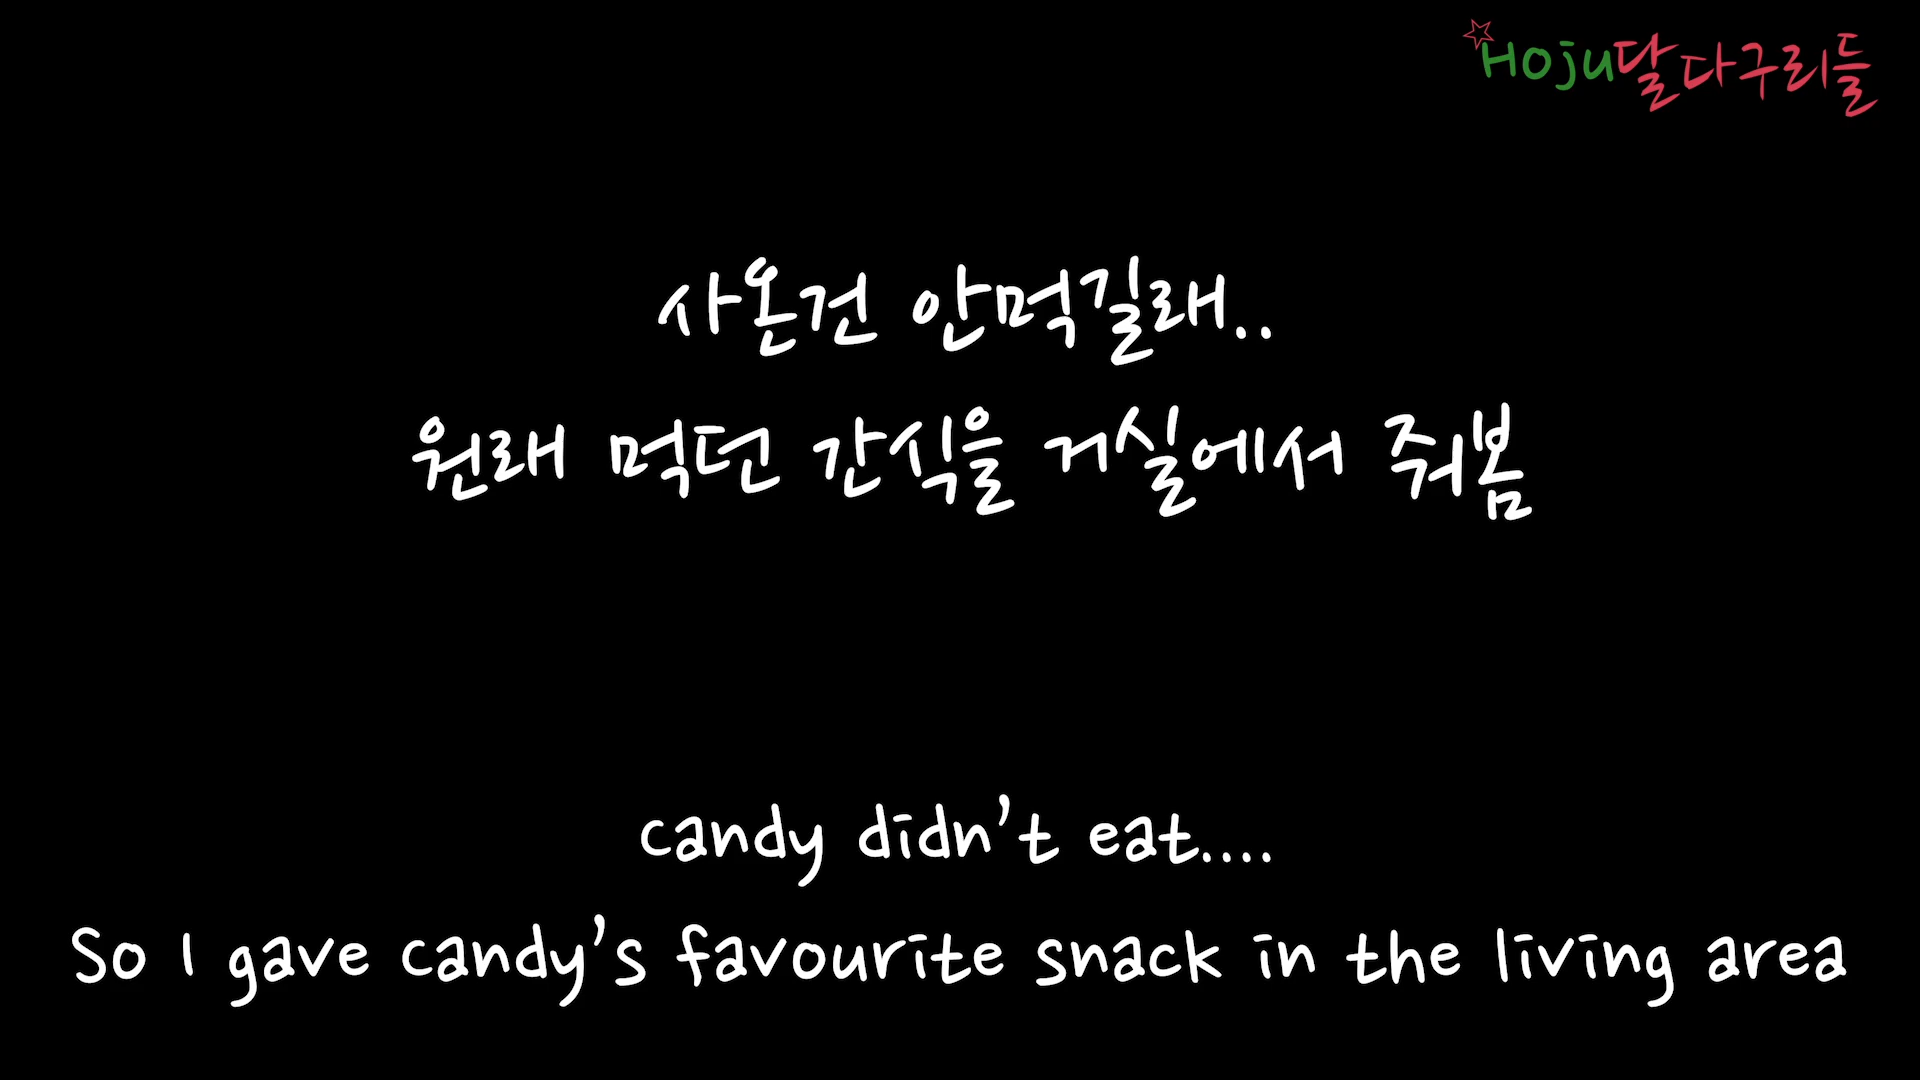 Hoju달다구리들
사온건 안먹길래..
원래 먹던 간식을 거실에서 줘봄
candy didn't eat....
So I gave candy's favourite snack in the living area